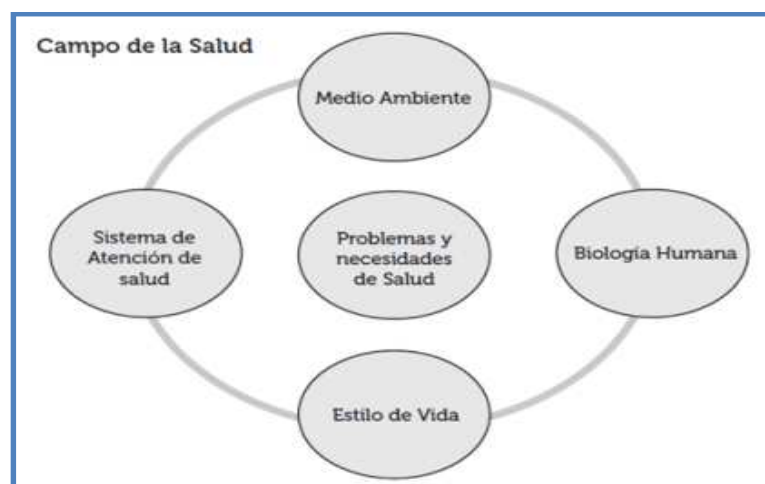 Campo de la Salud
Medio Ambiente
Sistema de
Atención de
salud
Problemas y
necesidades
de Salud
Biología Humana
Estilo de Vida